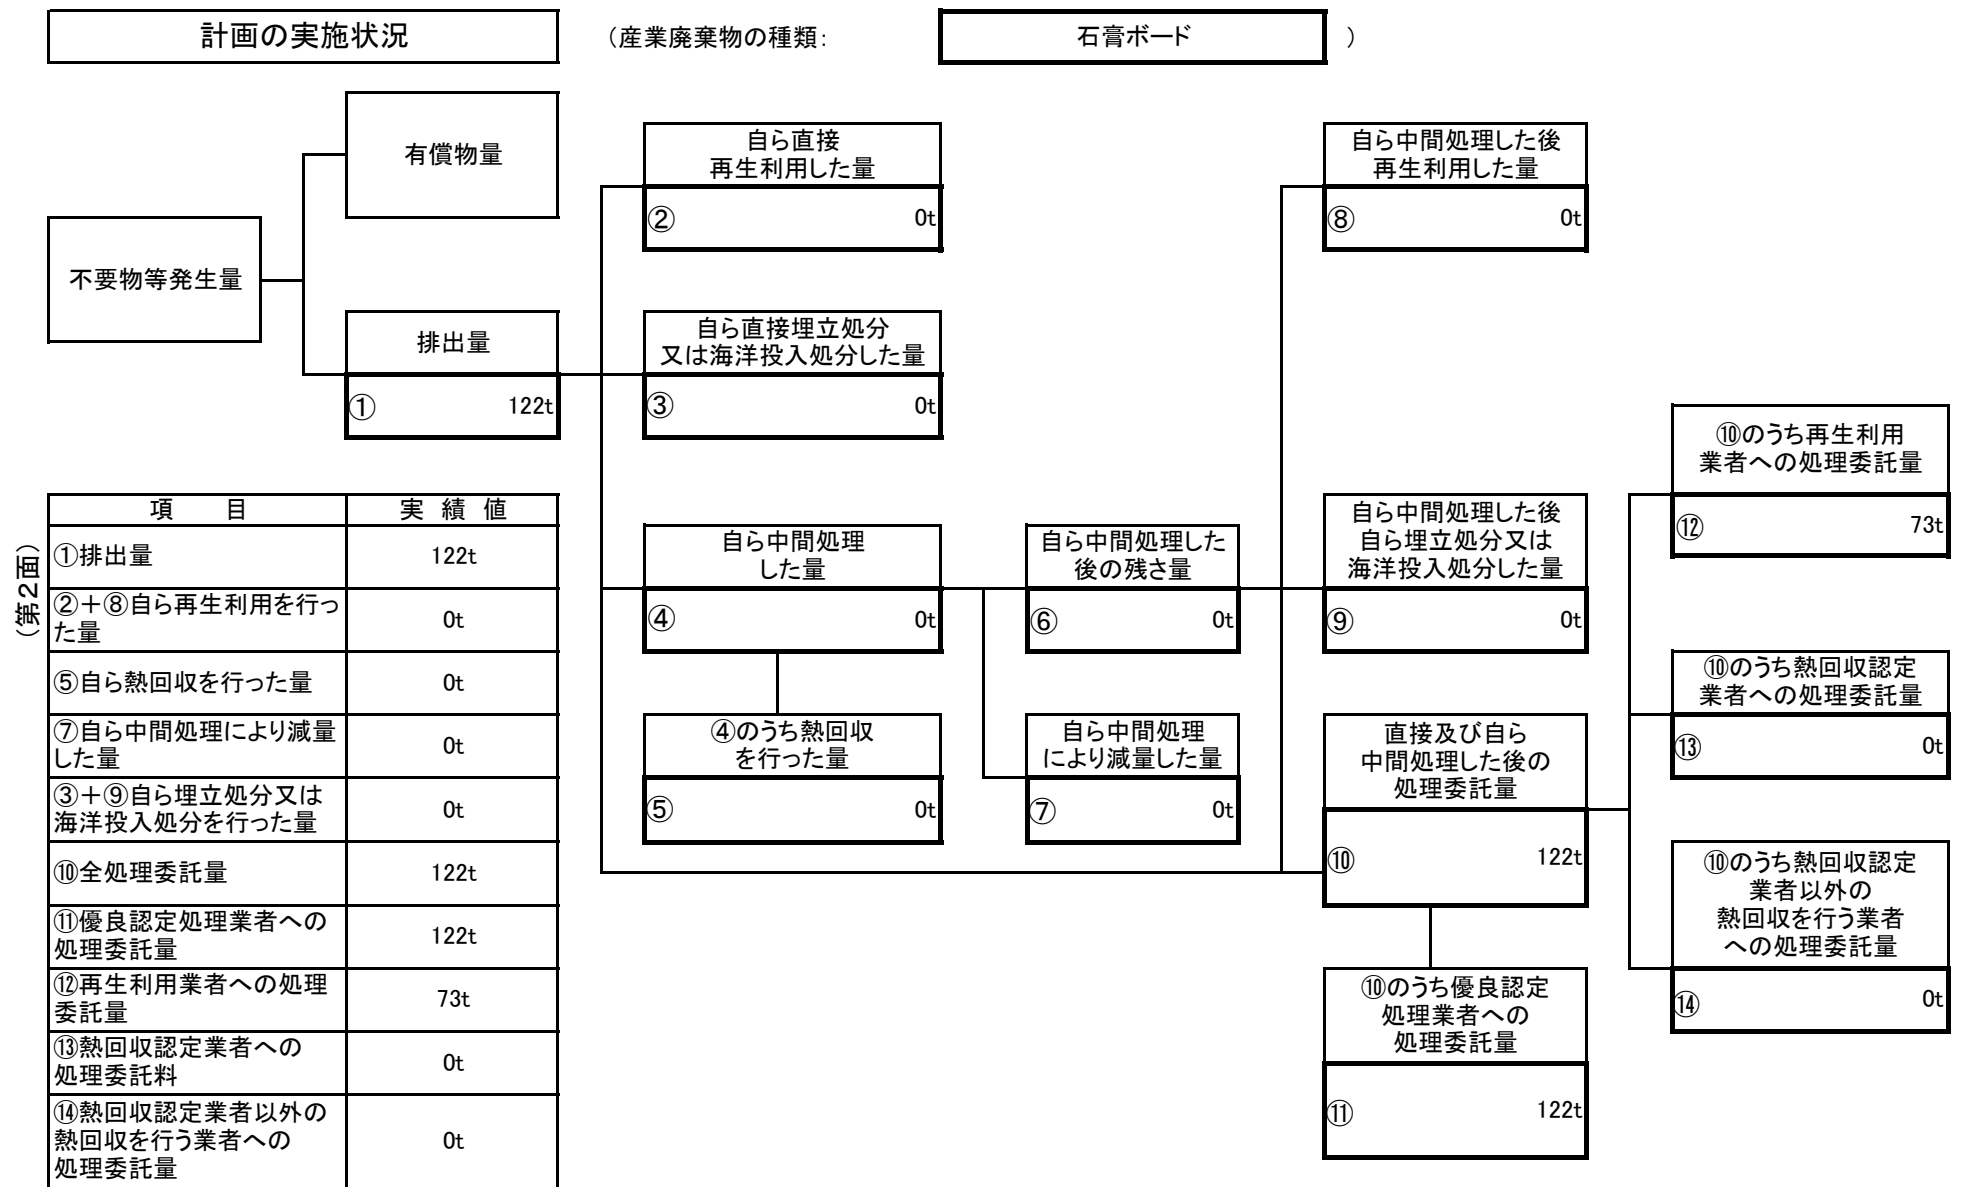 計画の実施状況
（産業廃棄物の種類：
石膏ボード
）
有償物量
不要物等発生量
排出量
① 122t
自ら直接
再生利用した量
② 0t
自ら直接埋立処分
又は海洋投入処分した量
③ 0t
自ら中間処理
した量
④ 0t
④のうち熱回収
を行った量
⑤ 0t
自ら中間処理した
後の残さ量
⑥ 0t
自ら中間処理
により減量した量
⑦ 0t
自ら中間処理した後
再生利用した量
⑧ 0t
自ら中間処理した後
自ら埋立処分又は
海洋投入処分した量
⑨ 0t
直接及び自ら
中間処理した後の
処理委託量
⑩ 122t
⑩のうち優良認定
処理業者への
処理委託量
⑪ 122t
⑩のうち再生利用
業者への処理委託量
⑫ 73t
⑩のうち熱回収認定
業者への処理委託量
⑬ 0t
⑩のうち熱回収認定
業者以外の
熱回収を行う業者
への処理委託量
⑭ 0t
（第２面）
項　目 実 績 値
①排出量 122t
②＋⑧自ら再生利用を行っ
た量 0t
⑤自ら熱回収を行った量 0t
⑦自ら中間処理により減量
した量 0t
③＋⑨自ら埋立処分又は
海洋投入処分を行った量 0t
⑩全処理委託量 122t
⑪優良認定処理業者への
処理委託量 122t
⑫再生利用業者への処理
委託量 73t
⑬熱回収認定業者への
処理委託料 0t
⑭熱回収認定業者以外の
熱回収を行う業者への
処理委託量 0t